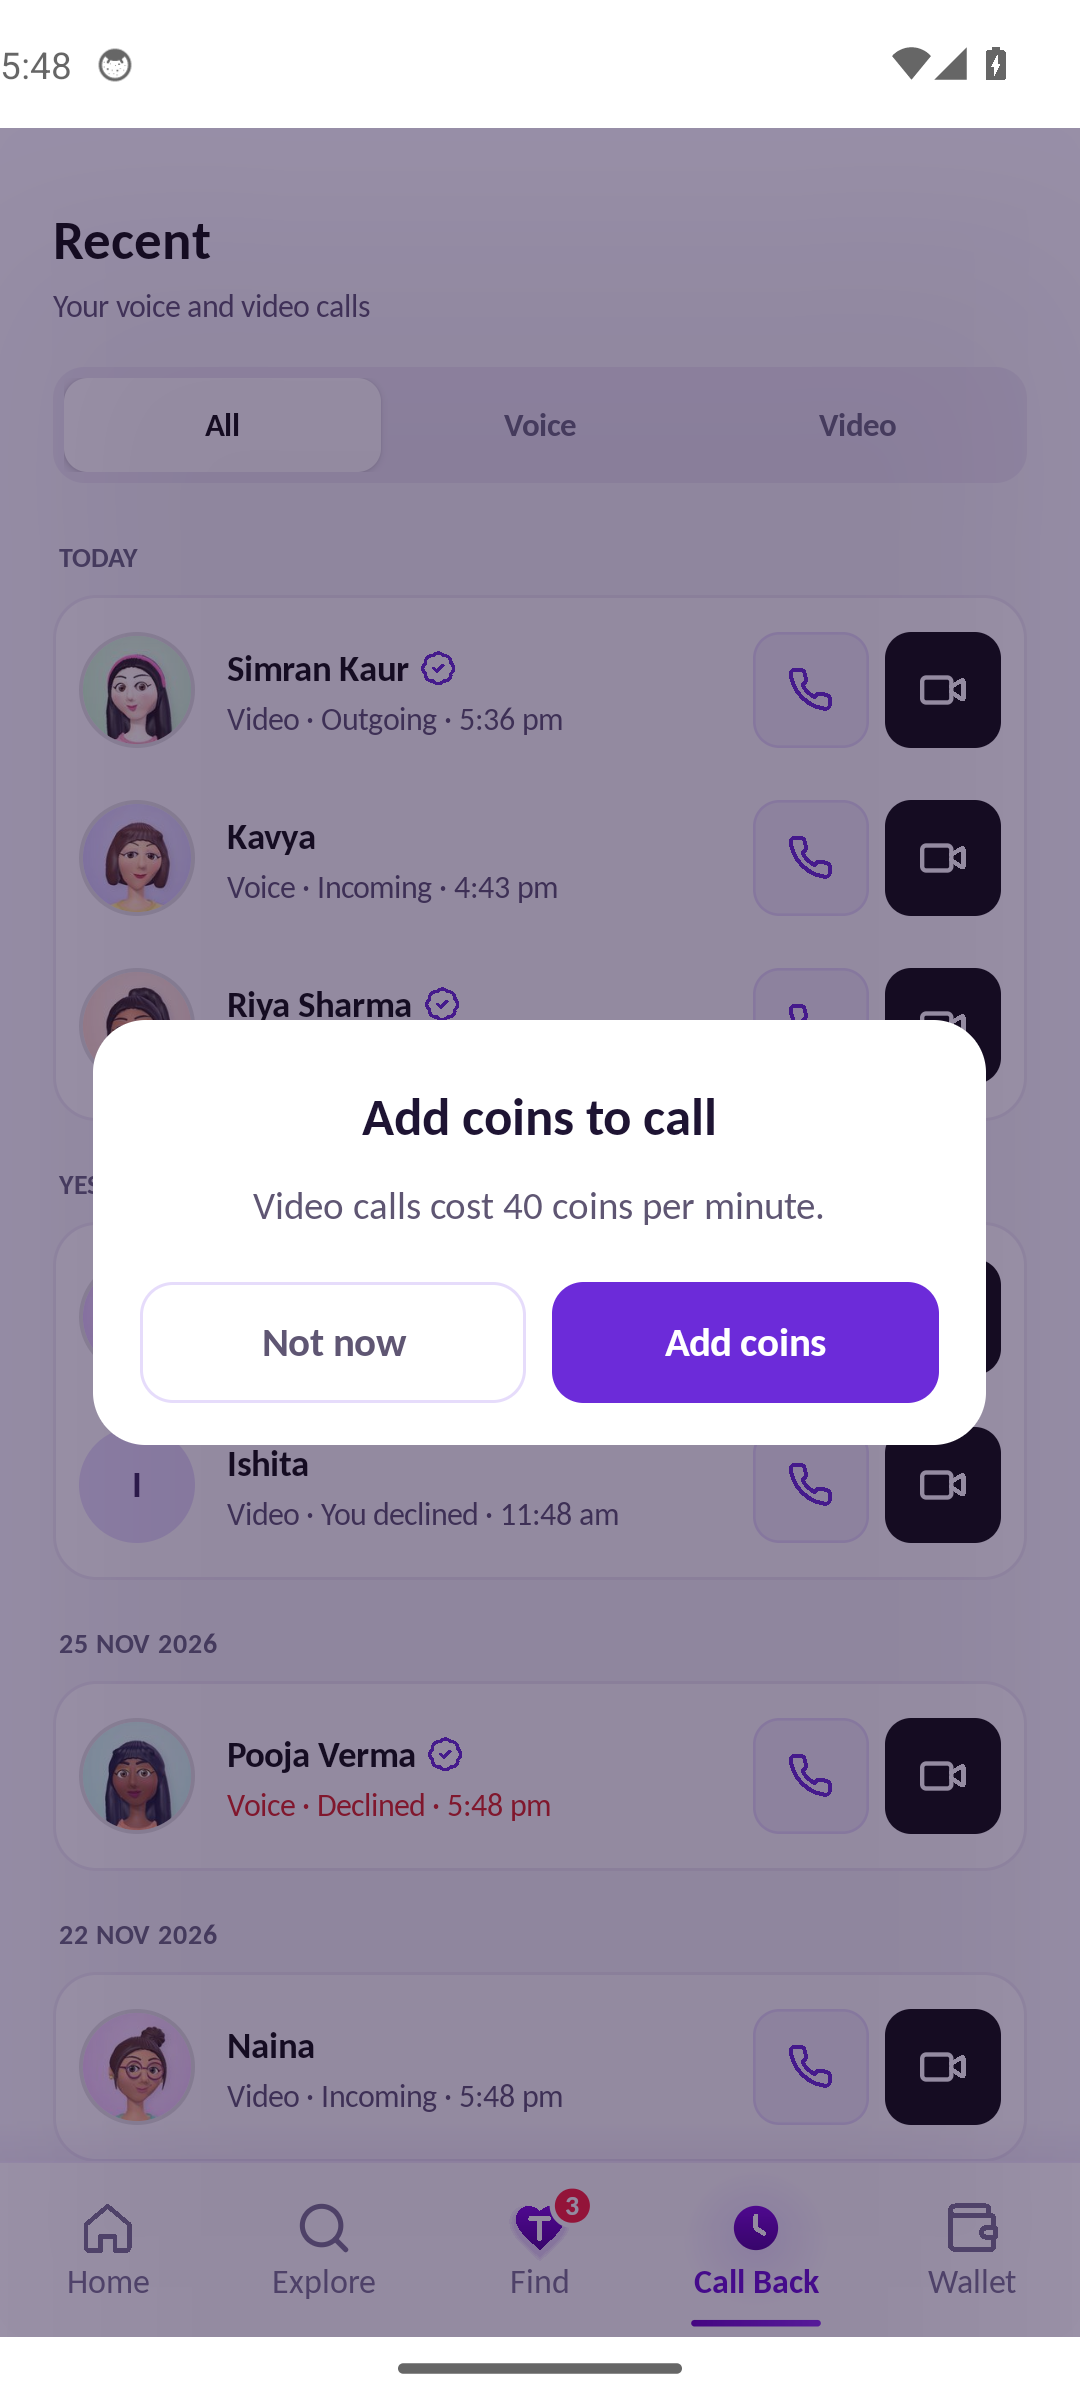 5:48
Recent
Your voice and video calls
All
Voice
Video
TODAY
Simran Kaur
Video · Outgoing · 5:36 pm
Kavya
Voice · Incoming · 4:43 pm
Riya Sharma
Add coins to call
Video calls cost 40 coins per minute.
Not now
Add coins
I
Ishita
Video · You declined · 11:48 am
25 NOV 2026
Pooja Verma
Voice · Declined · 5:48 pm
22 NOV 2026
Naina
Video · Incoming · 5:48 pm
T
3
Home
Explore
Find
Call Back
Wallet